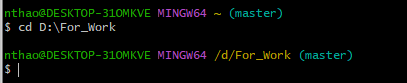 nthao@DESKTOP-31OMKVE MINGW64 ~ (master)
$ cd D:\For_Work
nthao@DESKTOP-31OMKVE MINGW64 /d/For_Work (master)
$